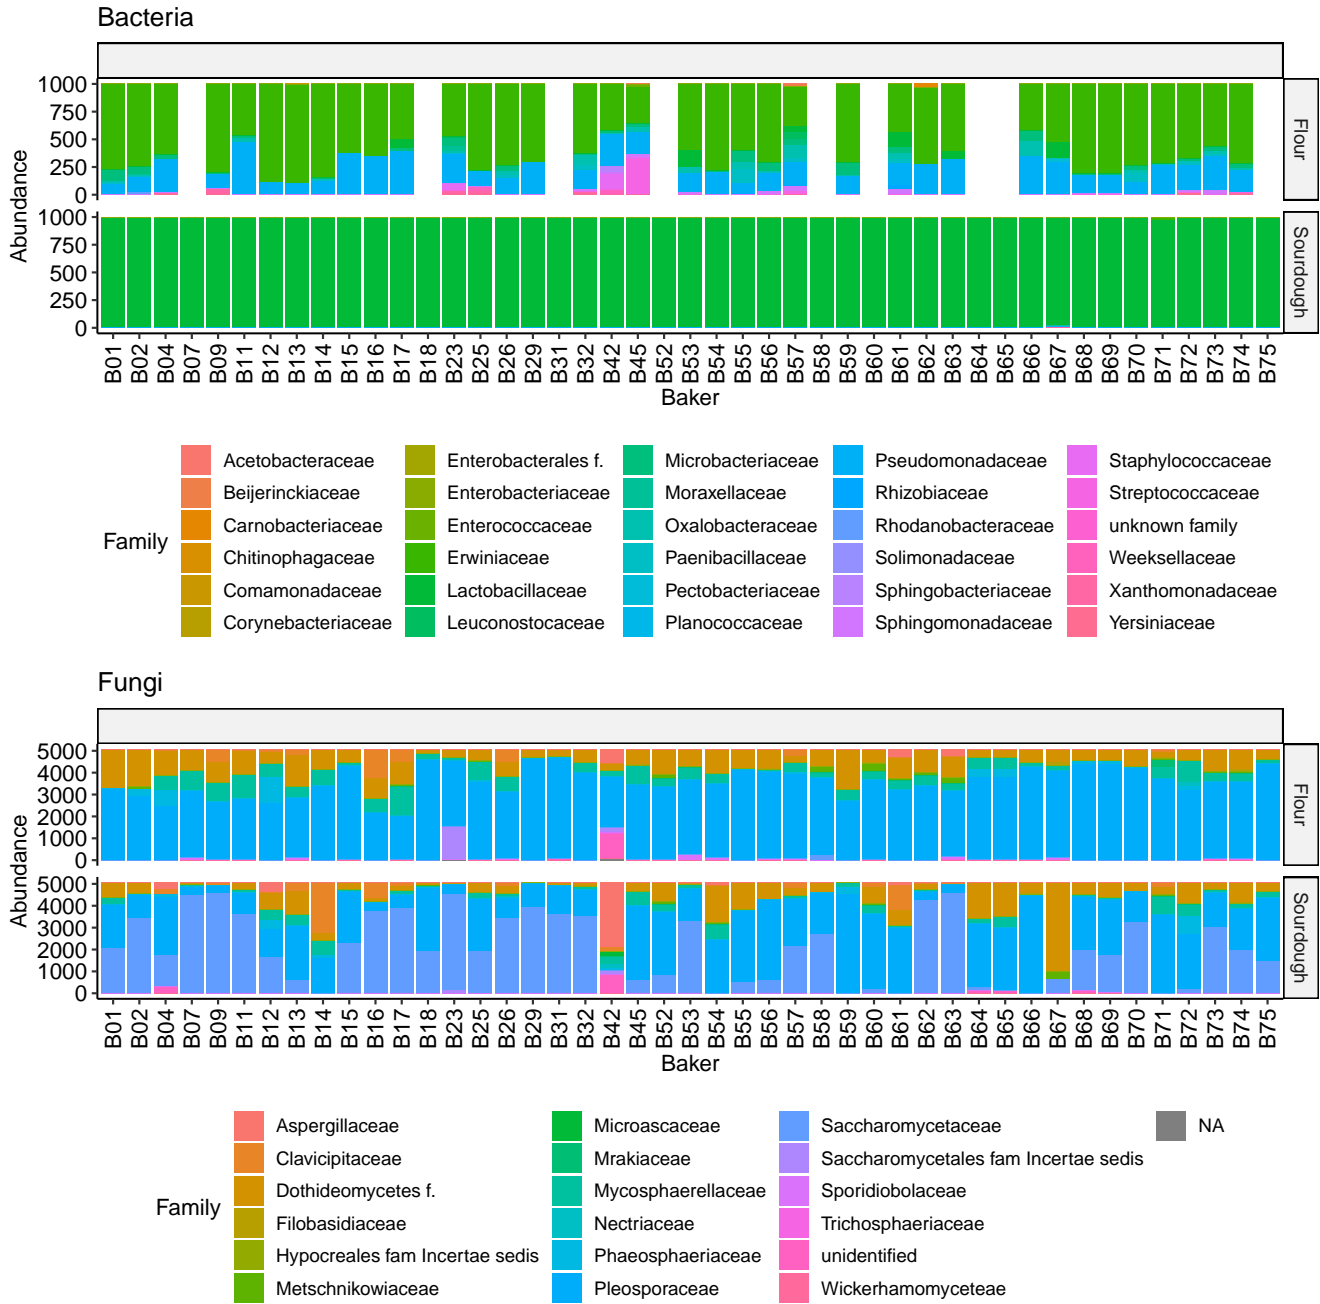 Bacteria
1000
750
500
250
0
Flour
1000
750
500
250
0
Sourdough
Abundance
B01 B02 B04 B07 B09 B11 B12 B13 B14 B15 B16 B17 B18 B23 B25 B26 B29 B31 B32 B42 B45 B52 B53 B54 B55 B56 B57 B58 B59 B60 B61 B62 B63 B64 B65 B66 B67 B68 B69 B70 B71 B72 B73 B74 B75
Baker
Family
Acetobacteraceae
Beijerinckiaceae
Carnobacteriaceae
Chitinophagaceae
Comamonadaceae
Corynebacteriaceae
Enterobacterales f.
Enterobacteriaceae
Enterococcaceae
Erwiniaceae
Lactobacillaceae
Leuconostocaceae
Microbacteriaceae
Moraxellaceae
Oxalobacteraceae
Paenibacillaceae
Pectobacteriaceae
Planococcaceae
Pseudomonadaceae
Rhizobiaceae
Rhodanobacteraceae
Solimonadaceae
Sphingobacteriaceae
Sphingomonadaceae
Staphylococcaceae
Streptococcaceae
unknown family
Weeksellaceae
Xanthomonadaceae
Yersiniaceae
Fungi
5000
4000
3000
2000
1000
0
Flour
5000
4000
3000
2000
1000
0
Sourdough
Abundance
B01 B02 B04 B07 B09 B11 B12 B13 B14 B15 B16 B17 B18 B23 B25 B26 B29 B31 B32 B42 B45 B52 B53 B54 B55 B56 B57 B58 B59 B60 B61 B62 B63 B64 B65 B66 B67 B68 B69 B70 B71 B72 B73 B74 B75
Baker
Family
Aspergillaceae
Clavicipitaceae
Dothideomycetes f.
Filobasidiaceae
Hypocreales fam Incertae sedis
Metschnikowiaceae
Microascaceae
Mrakiaceae
Mycosphaerellaceae
Nectriaceae
Phaeosphaeriaceae
Pleosporaceae
Saccharomycetaceae
Saccharomycetales fam Incertae sedis
Sporidiobolaceae
Trichosphaeriaceae
unidentified
Wickerhamomyceteae
NA